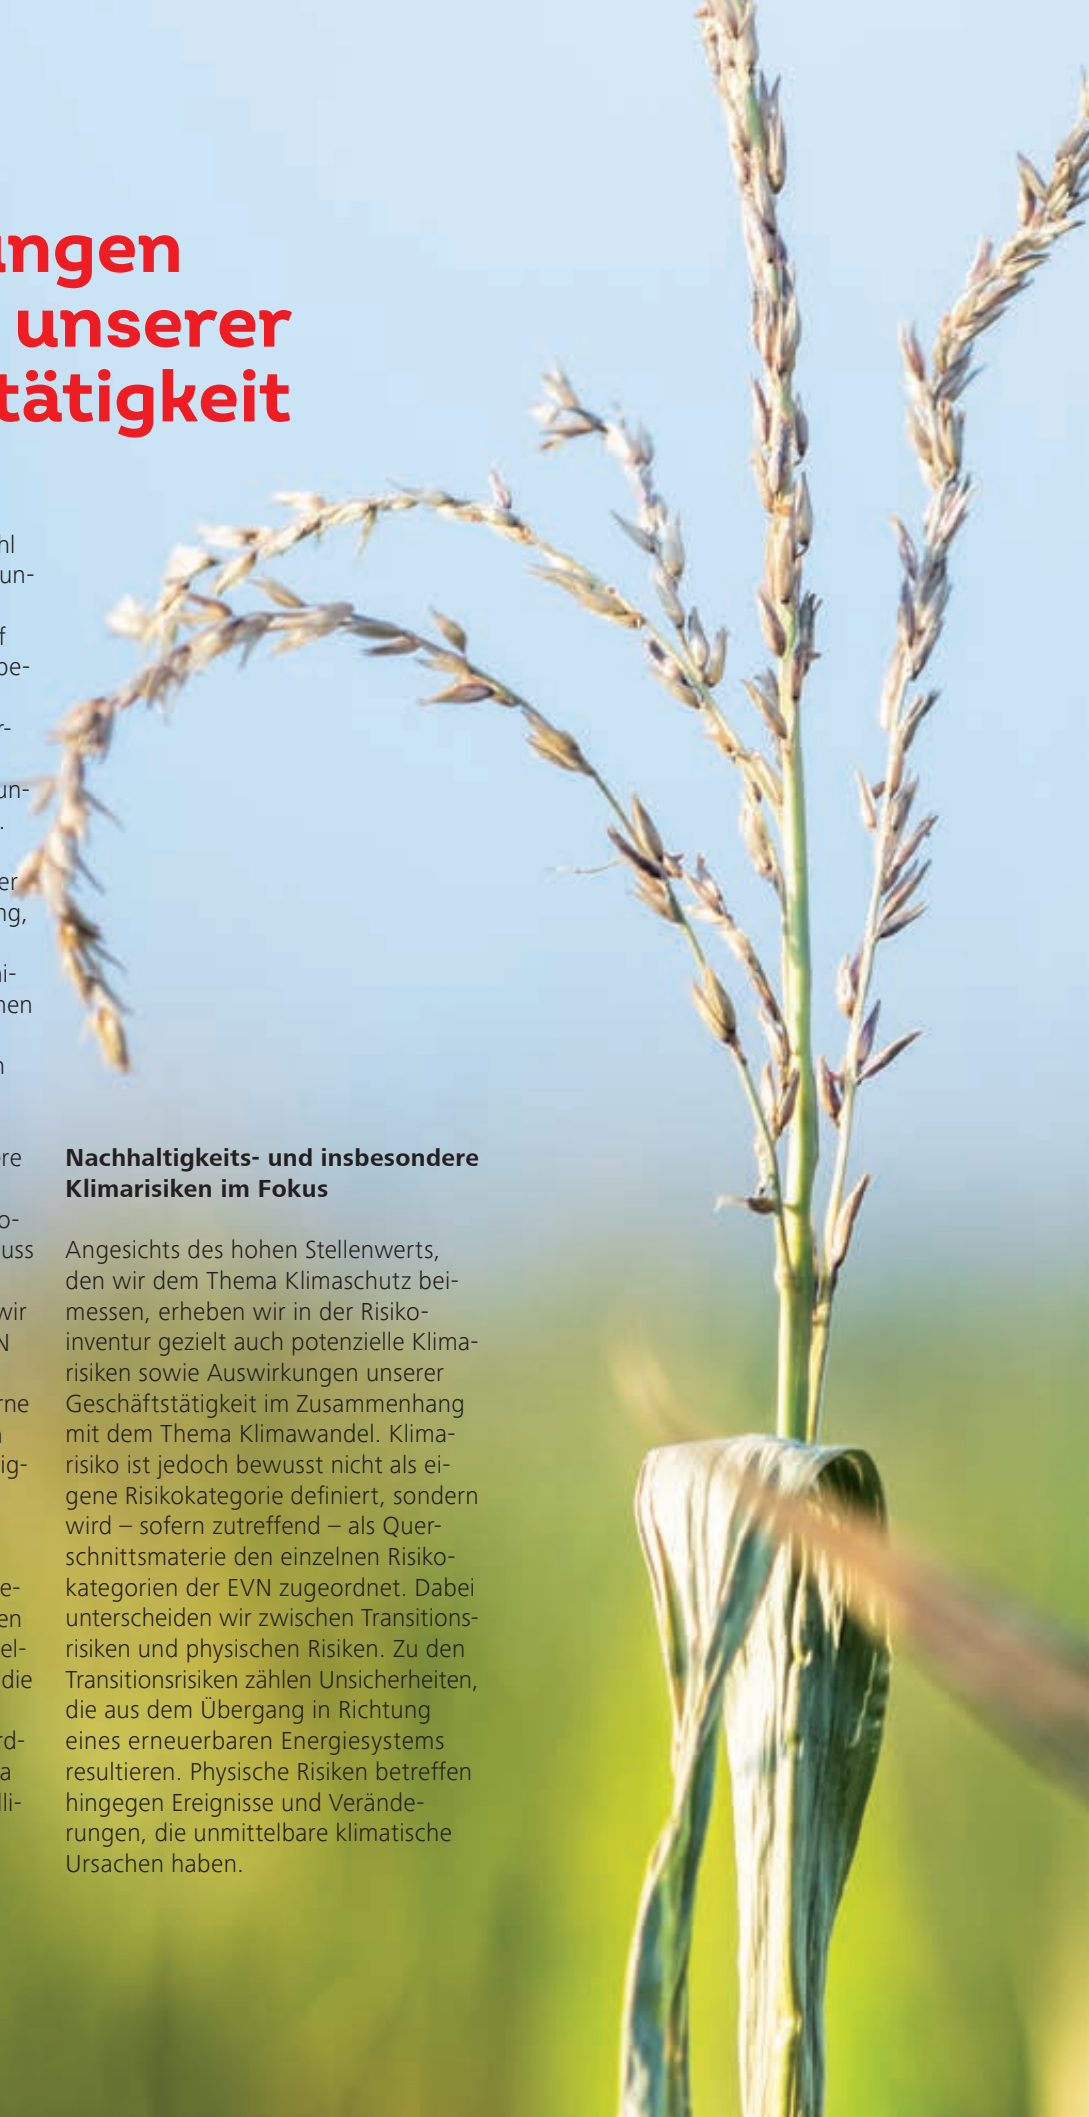 unserer
Nachhaltigkeits- und insbesondere
Klimarisiken im Fokus
Angesichts des hohen Stellenwerts,
den wir dem Thema Klimaschutz bei-
messen, erheben wir in der Risiko-
inventur gezielt auch potenzielle Klima-
risiken sowie Auswirkungen unserer
Geschäftstätigkeit im Zusammenhang
mit dem Thema Klimawandel. Klima-
risiko ist jedoch bewusst nicht als ei-
gene Risikokategorie definiert, sondern
wird – sofern zutreffend – als Quer-
schnittsmaterie den einzelnen Risiko-
kategorien der EVN zugeordnet. Dabei
unterscheiden wir zwischen Transitions-
risiken und physischen Risiken. Zu den
Transitionsrisiken zählen Unsicherheiten,
die aus dem Übergang in Richtung
eines erneuerbaren Energiesystems
resultieren. Physische Risiken betreffen
hingegen Ereignisse und Verände-
rungen, die unmittelbare klimatische
Ursachen haben.